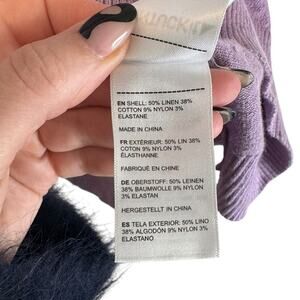 EN SHELL: 50% LINEN 38%
COTTON 9% NYLON 3%
ELASTANE
MADE IN CHINA
FR EXTÉRIEUR: 50% LIN 38%
COTON 9% NYLON 3%
ÉLASTHANNE
FABRIQUÉ EN CHINE
DE OBERSTOFF: 50% LEINEN
38% BAUMWOLLE 9% NYLON
3% ELASTAN
HERGESTELLT IN CHINA
ES TELA EXTERIOR: 50% LINO
38% ALGODÓN 9% NYLON 3%
ELASTANO